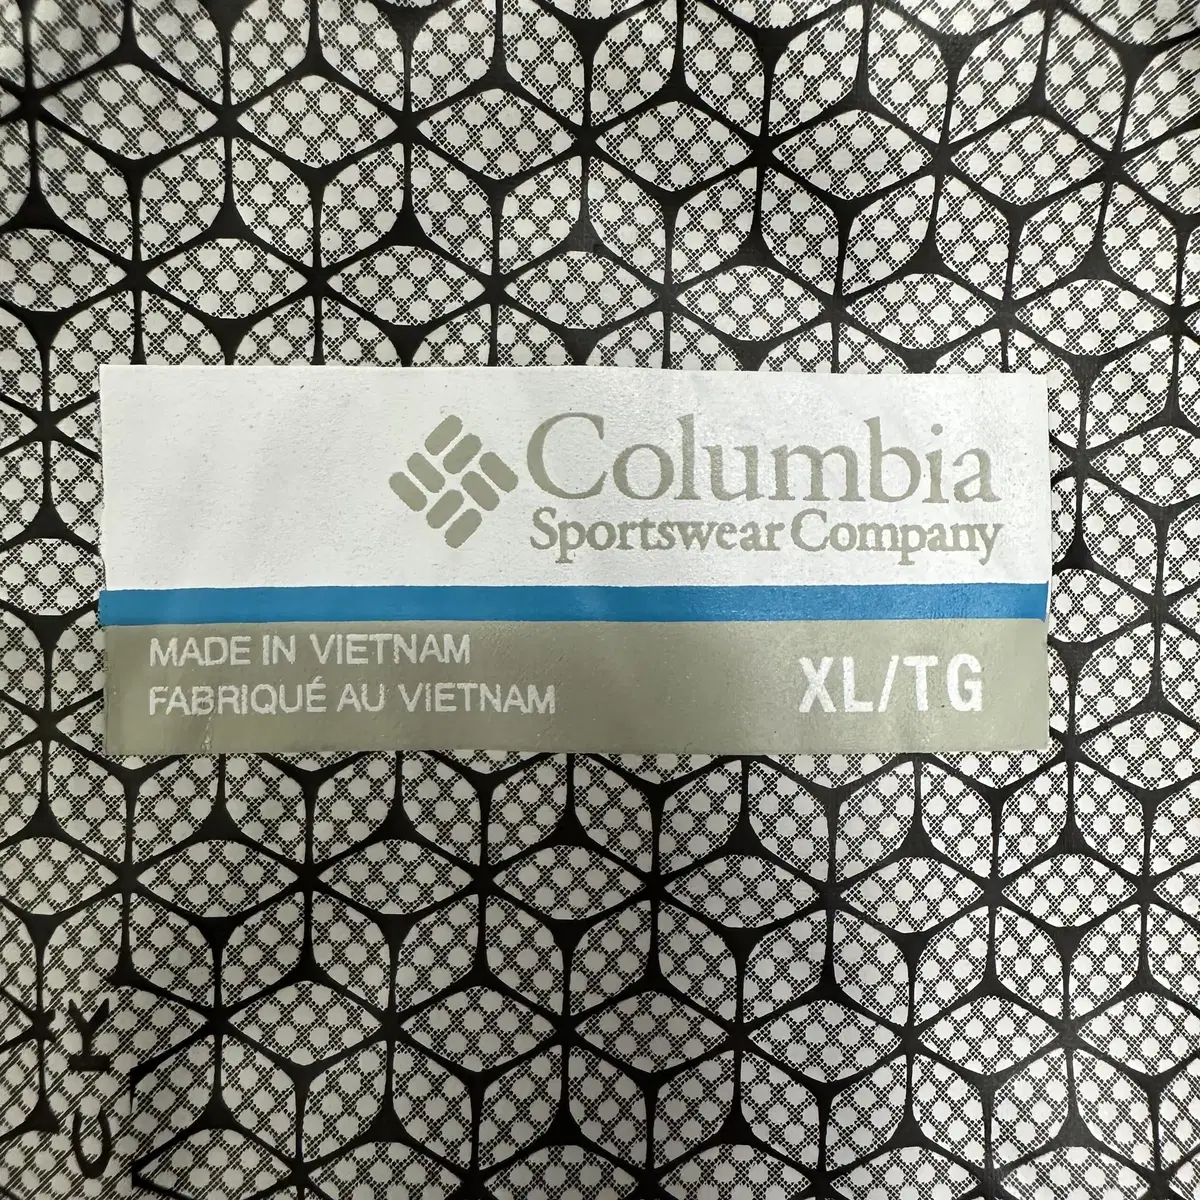 Columbia
Sportswear Company
MADE IN VIETNAM
FABRIQUÉ AU VIETNAM
XL/TG